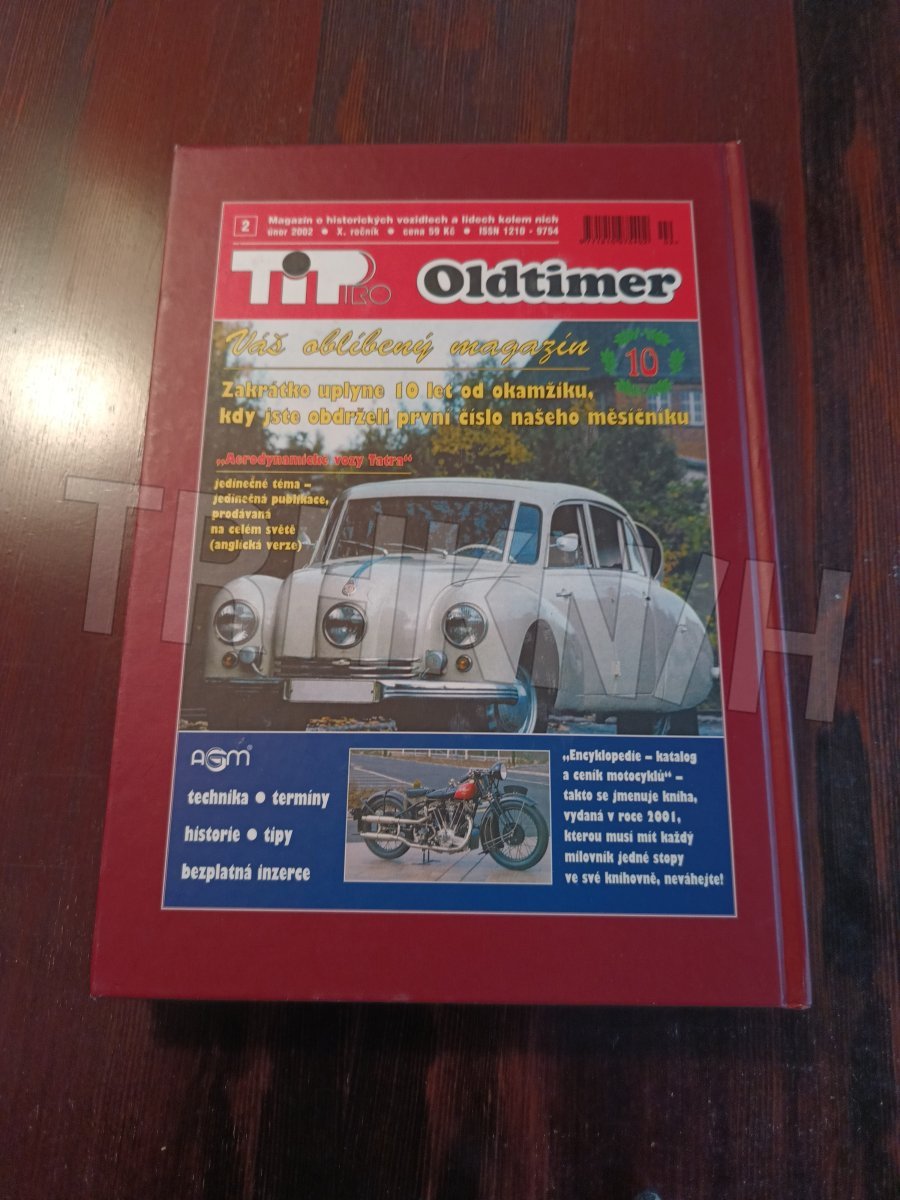 2
Magazín o historických vozidlech a lidech kolem nich
únor 2002 • X. ročník • cena 59 Kč • ISSN 1210 - 9754
TiP PRO Oldtimer
Váš oblíbený magazín
10
Zakrátko uplyne 10 let od okamžiku,
kdy jste obdrželi první číslo našeho měsíčníku
„Aerodynamické vozy Tatra“
jedinečné téma –
jedinečná publikace,
prodávaná
na celém světě
(anglická verze)
AGM
technika • termíny
historie • tipy
bezplatná inzerce
„Encyklopedie – katalog
a ceník motocyklů“ –
takto se jmenuje kniha,
vydaná v roce 2001,
kterou musí mít každý
milovník jedné stopy
ve své knihovně, neváhejte!